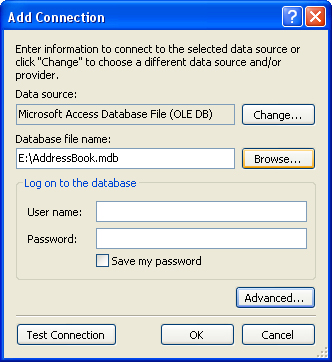 Add Connection
Enter information to connect to the selected data source or
click "Change" to choose a different data source and/or
provider.
Data source:
Microsoft Access Database File (OLE DB)
Change...
Database file name:
E:\AddressBook.mdb
Browse...
Log on to the database
User name:
Password:
Save my password
Advanced...
Test Connection
OK
Cancel